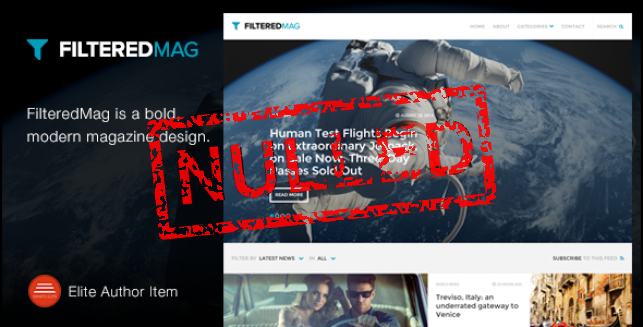 FILTEREDMAG
FilteredMag is a bold
modern magazine design.
Elite Author Item
FILTEREDMAG
HOME ABOUT CATEGORIES CONTACT SEARCH
Human Test Flights Begin
on Extraordinary Jetpack
on Sale Now, Three Day
Classes Sold Out
READ MORE
NULLED
FILTER BY LATEST NEWS IN ALL
SUBSCRIBE TO THIS FEED
Treviso, Italy: an
underrated gateway to
Venice